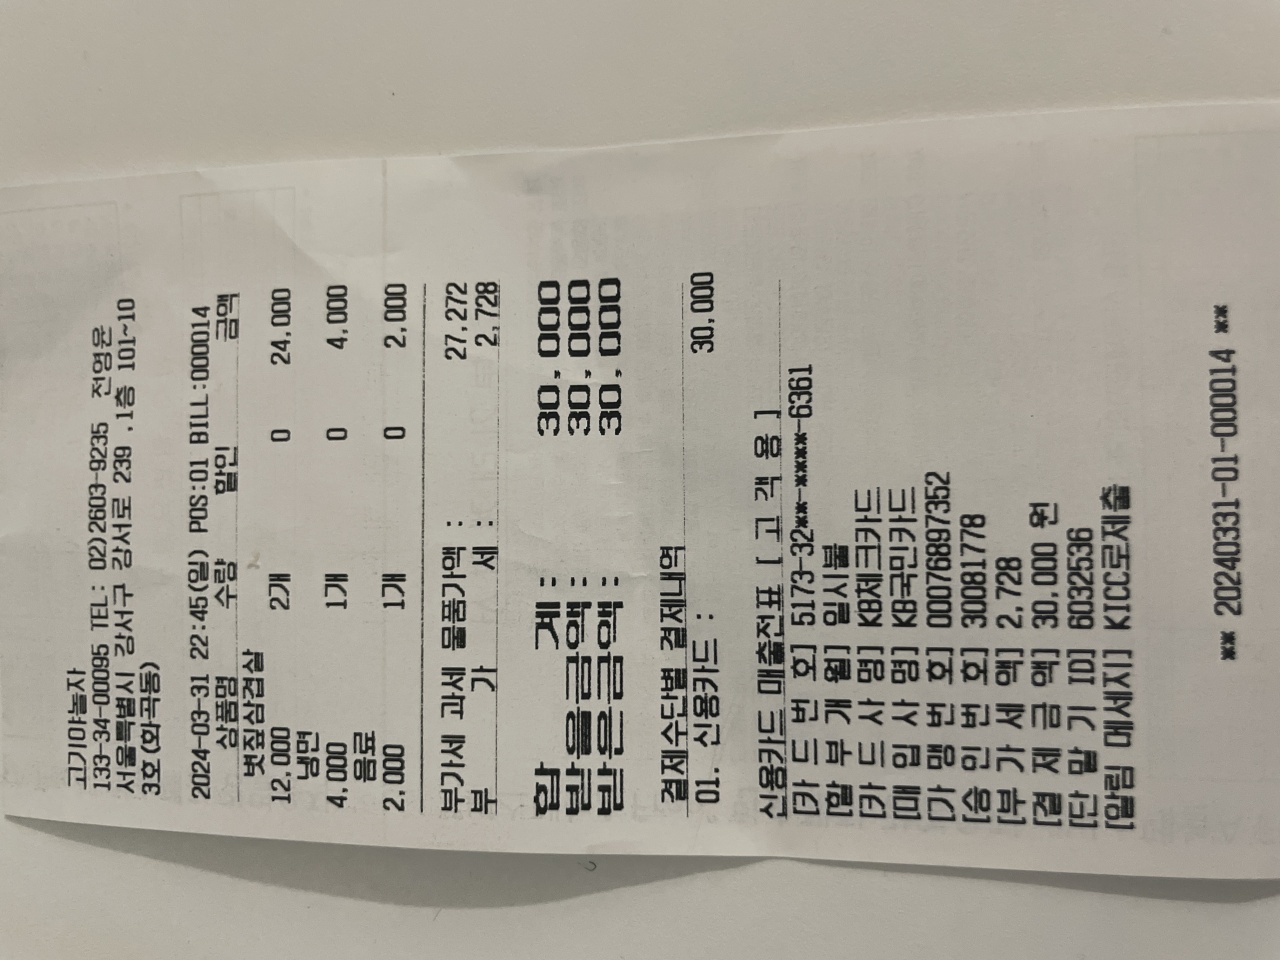 고기야놀자
133-34-00095 TEL: 02)2603-9235 전영운
서울특별시 강서구 강서로 239 ,1층 101~10
3호(화곡동)
2024-03-31 22:45(일) POS:01 BILL:000014
상품명 수량 할인 금액
볏짚삼겹살
12,000 2개 0 24,000
냉면
4,000 1개 0 4,000
음료
2,000 1개 0 2,000
부가세 과세 물품가액 : 27,272
부 가 세 : 2,728
합 계 : 30,000
받을금액 : 30,000
받은금액 : 30,000
결제수단별 결제내역
01. 신용카드 : 30,000
신용카드 매출전표 [ 고 객 용 ]
[카 드 번 호] 5173-32**-****-6361
[할 부 개 월] 일시불
[카 드 사 명] KB체크카드
[매 입 사 명] KB국민카드
[가 맹 번 호] 00076897352
[승 인 번 호] 30081778
[부 가 세 액] 2,728
[결 제 금 액] 30,000 원
[단 말 기 ID] 6032536
[알림 메세지] KICC로제출
** 20240331-01-000014 **